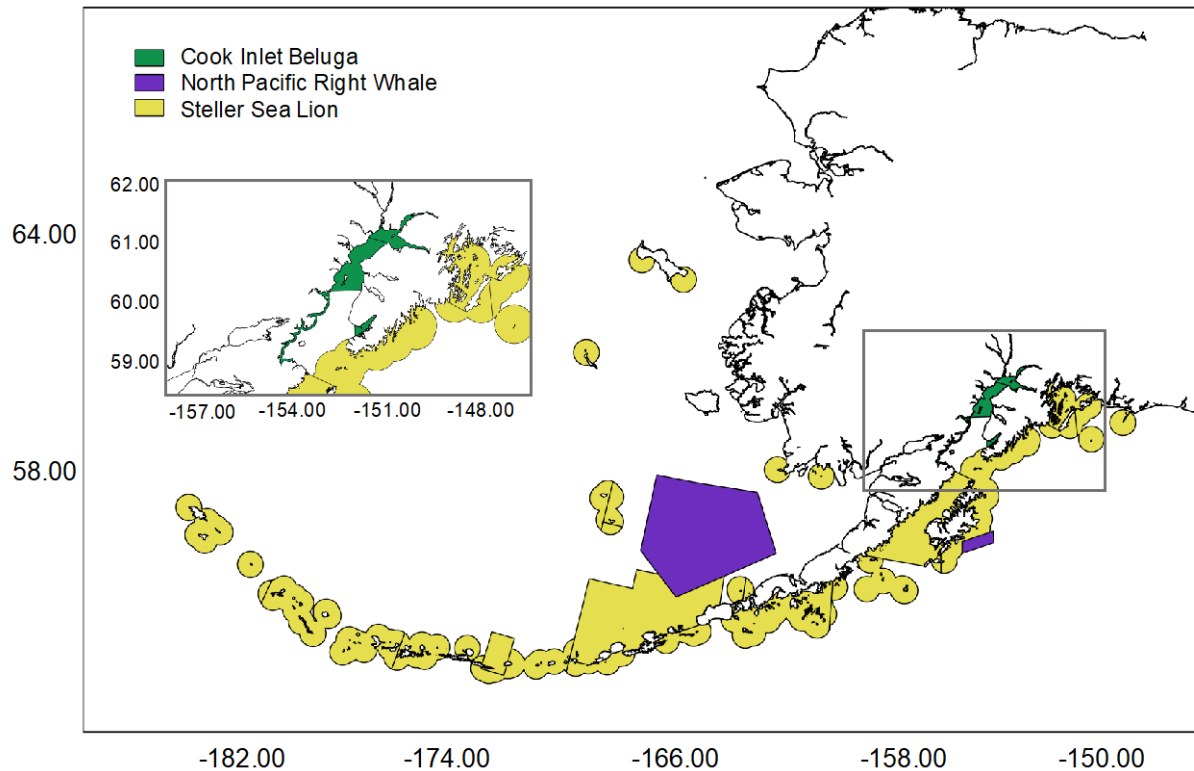 Cook Inlet Beluga
North Pacific Right Whale
Steller Sea Lion
62.00
61.00
60.00
59.00
-157.00 -154.00 -151.00 -148.00
64.00
58.00
-182.00 -174.00 -166.00 -158.00 -150.00